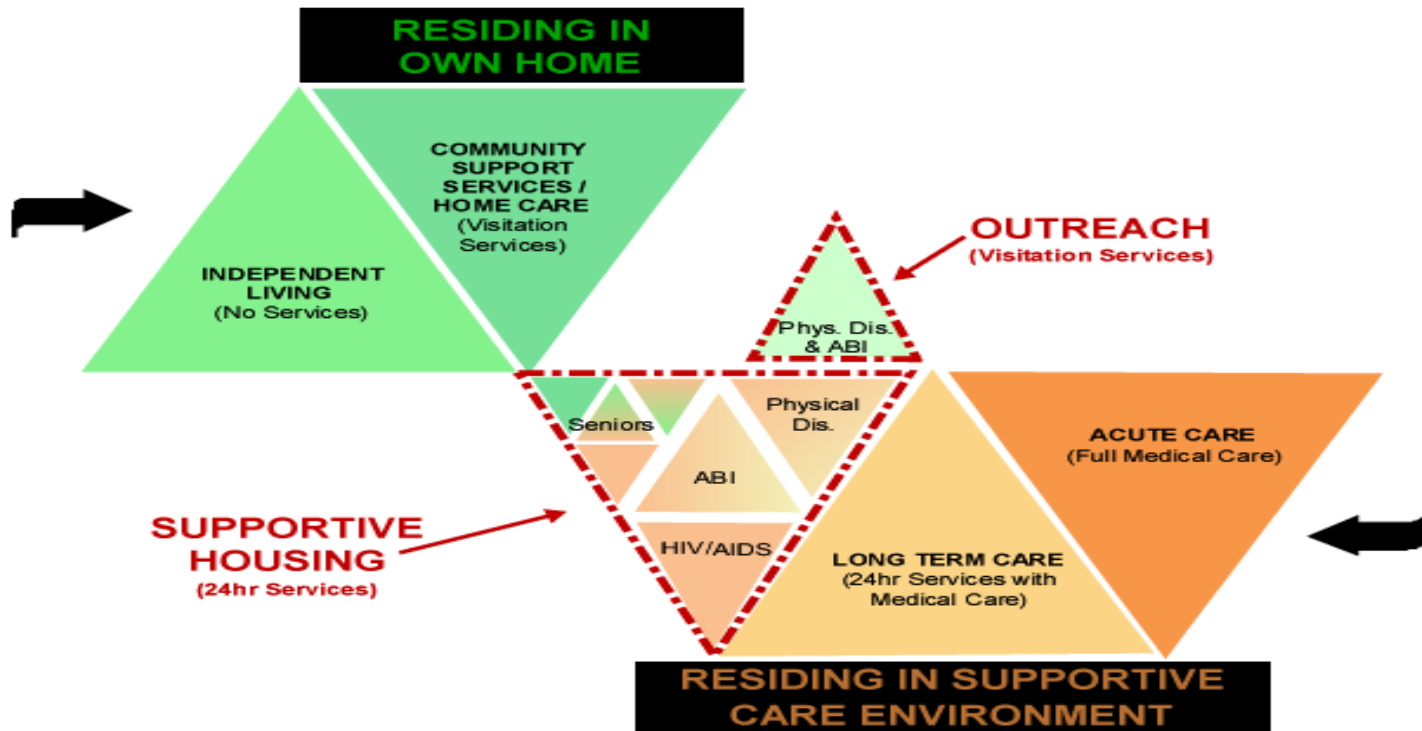 RESIDING IN
OWN HOME
COMMUNITY
SUPPORT
SERVICES /
HOME CARE
(Visitation
Services)
INDEPENDENT
LIVING
(No Services)
OUTREACH
(Visitation Services)
Phys. Dis.
& ABI
Seniors
Physical
Dis.
ABI
HIV/AIDS
SUPPORTIVE
HOUSING
(24hr Services)
ACUTE CARE
(Full Medical Care)
LONG TERM CARE
(24hr Services with
Medical Care)
RESIDING IN SUPPORTIVE
CARE ENVIRONMENT